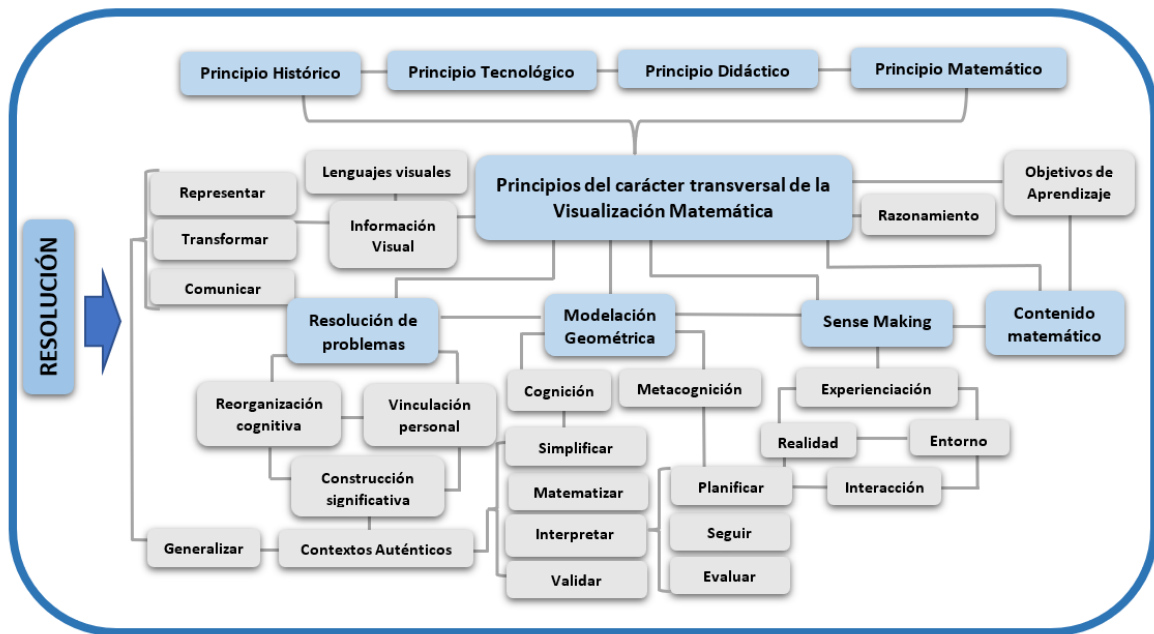 Principio Histórico
Principio Tecnológico
Principio Didáctico
Principio Matemático
Lenguajes visuales
Principios del carácter transversal de la
Visualización Matemática
Objetivos de
Aprendizaje
Representar
Información
Visual
Razonamiento
Transformar
Comunicar
RESOLUCIÓN
Resolución de
problemas
Modelación
Geométrica
Sense Making
Contenido
matemático
Cognición
Metacognición
Experienciación
Reorganización
cognitiva
Vinculación
personal
Realidad
Entorno
Simplificar
Construcción
significativa
Matematizar
Planificar
Interacción
Generalizar
Contextos Auténticos
Interpretar
Seguir
Validar
Evaluar